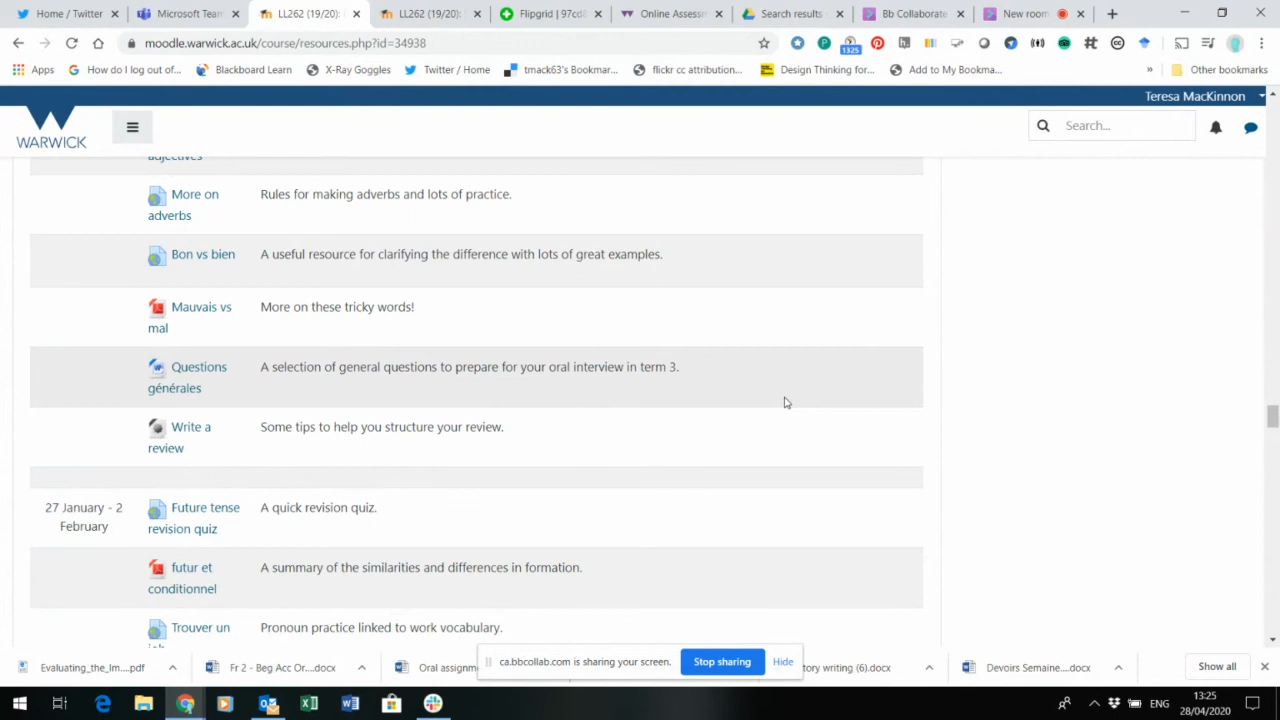 Home / Twitter
Microsoft Team
LL262 (19/20):
LL262 (19/20):
Flipgrid | 97cd8
Online Assessm
Search results
Bb Collaborate
New room
moodle.warwick.ac.uk/course/resources.php?id=34938
1325
Apps
How do I log out of...
Blackboard Learn
X-Ray Goggles
Twitter / Home
tmack63's Bookmar...
flickr cc attribution...
Design Thinking for...
Add to My Bookma...
»
Other bookmarks
Teresa MacKinnon
WARWICK
Search...
adjectives
More on
adverbs
Rules for making adverbs and lots of practice.
Bon vs bien
A useful resource for clarifying the difference with lots of great examples.
Mauvais vs
mal
More on these tricky words!
Questions
générales
A selection of general questions to prepare for your oral interview in term 3.
Write a
review
Some tips to help you structure your review.
27 January - 2
February
Future tense
revision quiz
A quick revision quiz.
futur et
conditionnel
A summary of the similarities and differences in formation.
Trouver un
Pronoun practice linked to work vocabulary.
ca.bbcollab.com is sharing your screen.
Stop sharing
Hide
Evaluating_the_Im....pdf
Fr 2 - Beg Acc Or....docx
Oral assignm
tory writing (6).docx
Devoirs Semaine....docx
Show all
ENG
13:25
28/04/2020